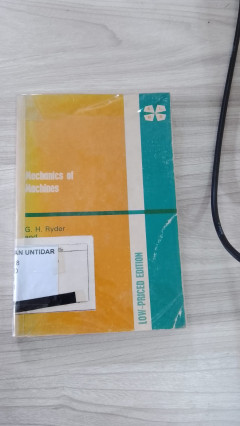 Mechanics of
Machines
G. H. Ryder
and
AN UNTIDAR
LOW-PRICED EDITION